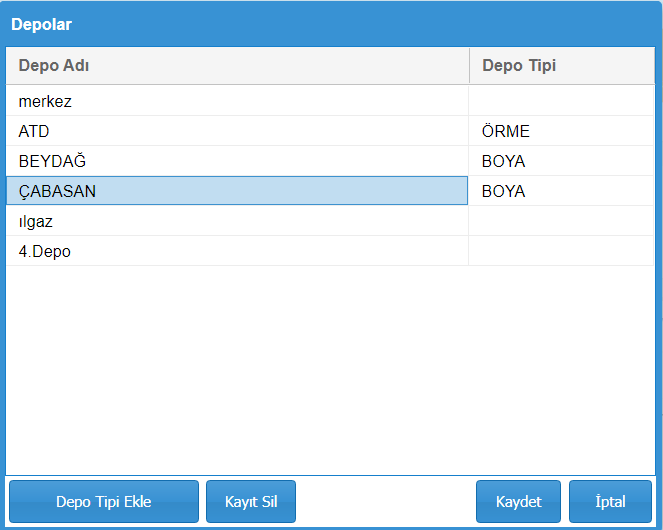 Depolar
Depo Adı Depo Tipi
merkez
ATD ÖRME
BEYDAĞ BOYA
ÇABASAN BOYA
ılgaz
4.Depo
Depo Tipi Ekle Kayıt Sil Kaydet İptal